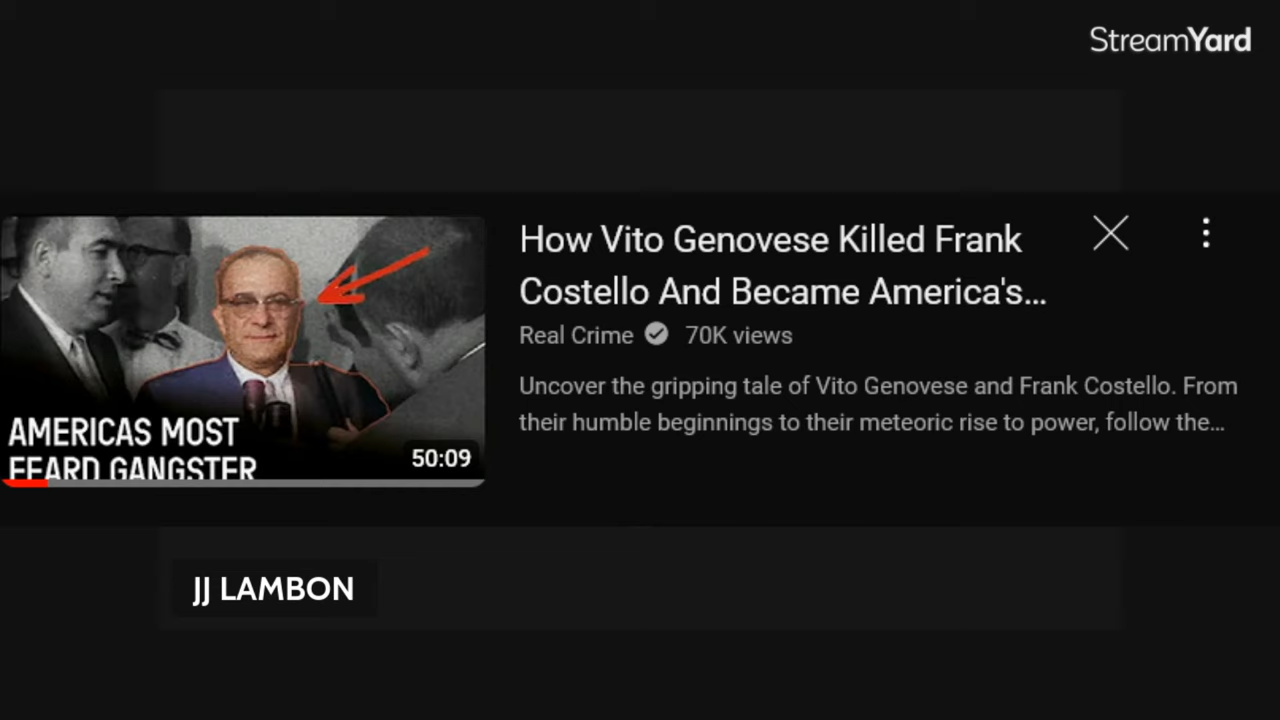 StreamYard
How Vito Genovese Killed Frank
Costello And Became America's...
Real Crime 70K views
Uncover the gripping tale of Vito Genovese and Frank Costello. From
their humble beginnings to their meteoric rise to power, follow the...
AMERICAS MOST
FEARD GANGSTER
50:09
JJ LAMBON